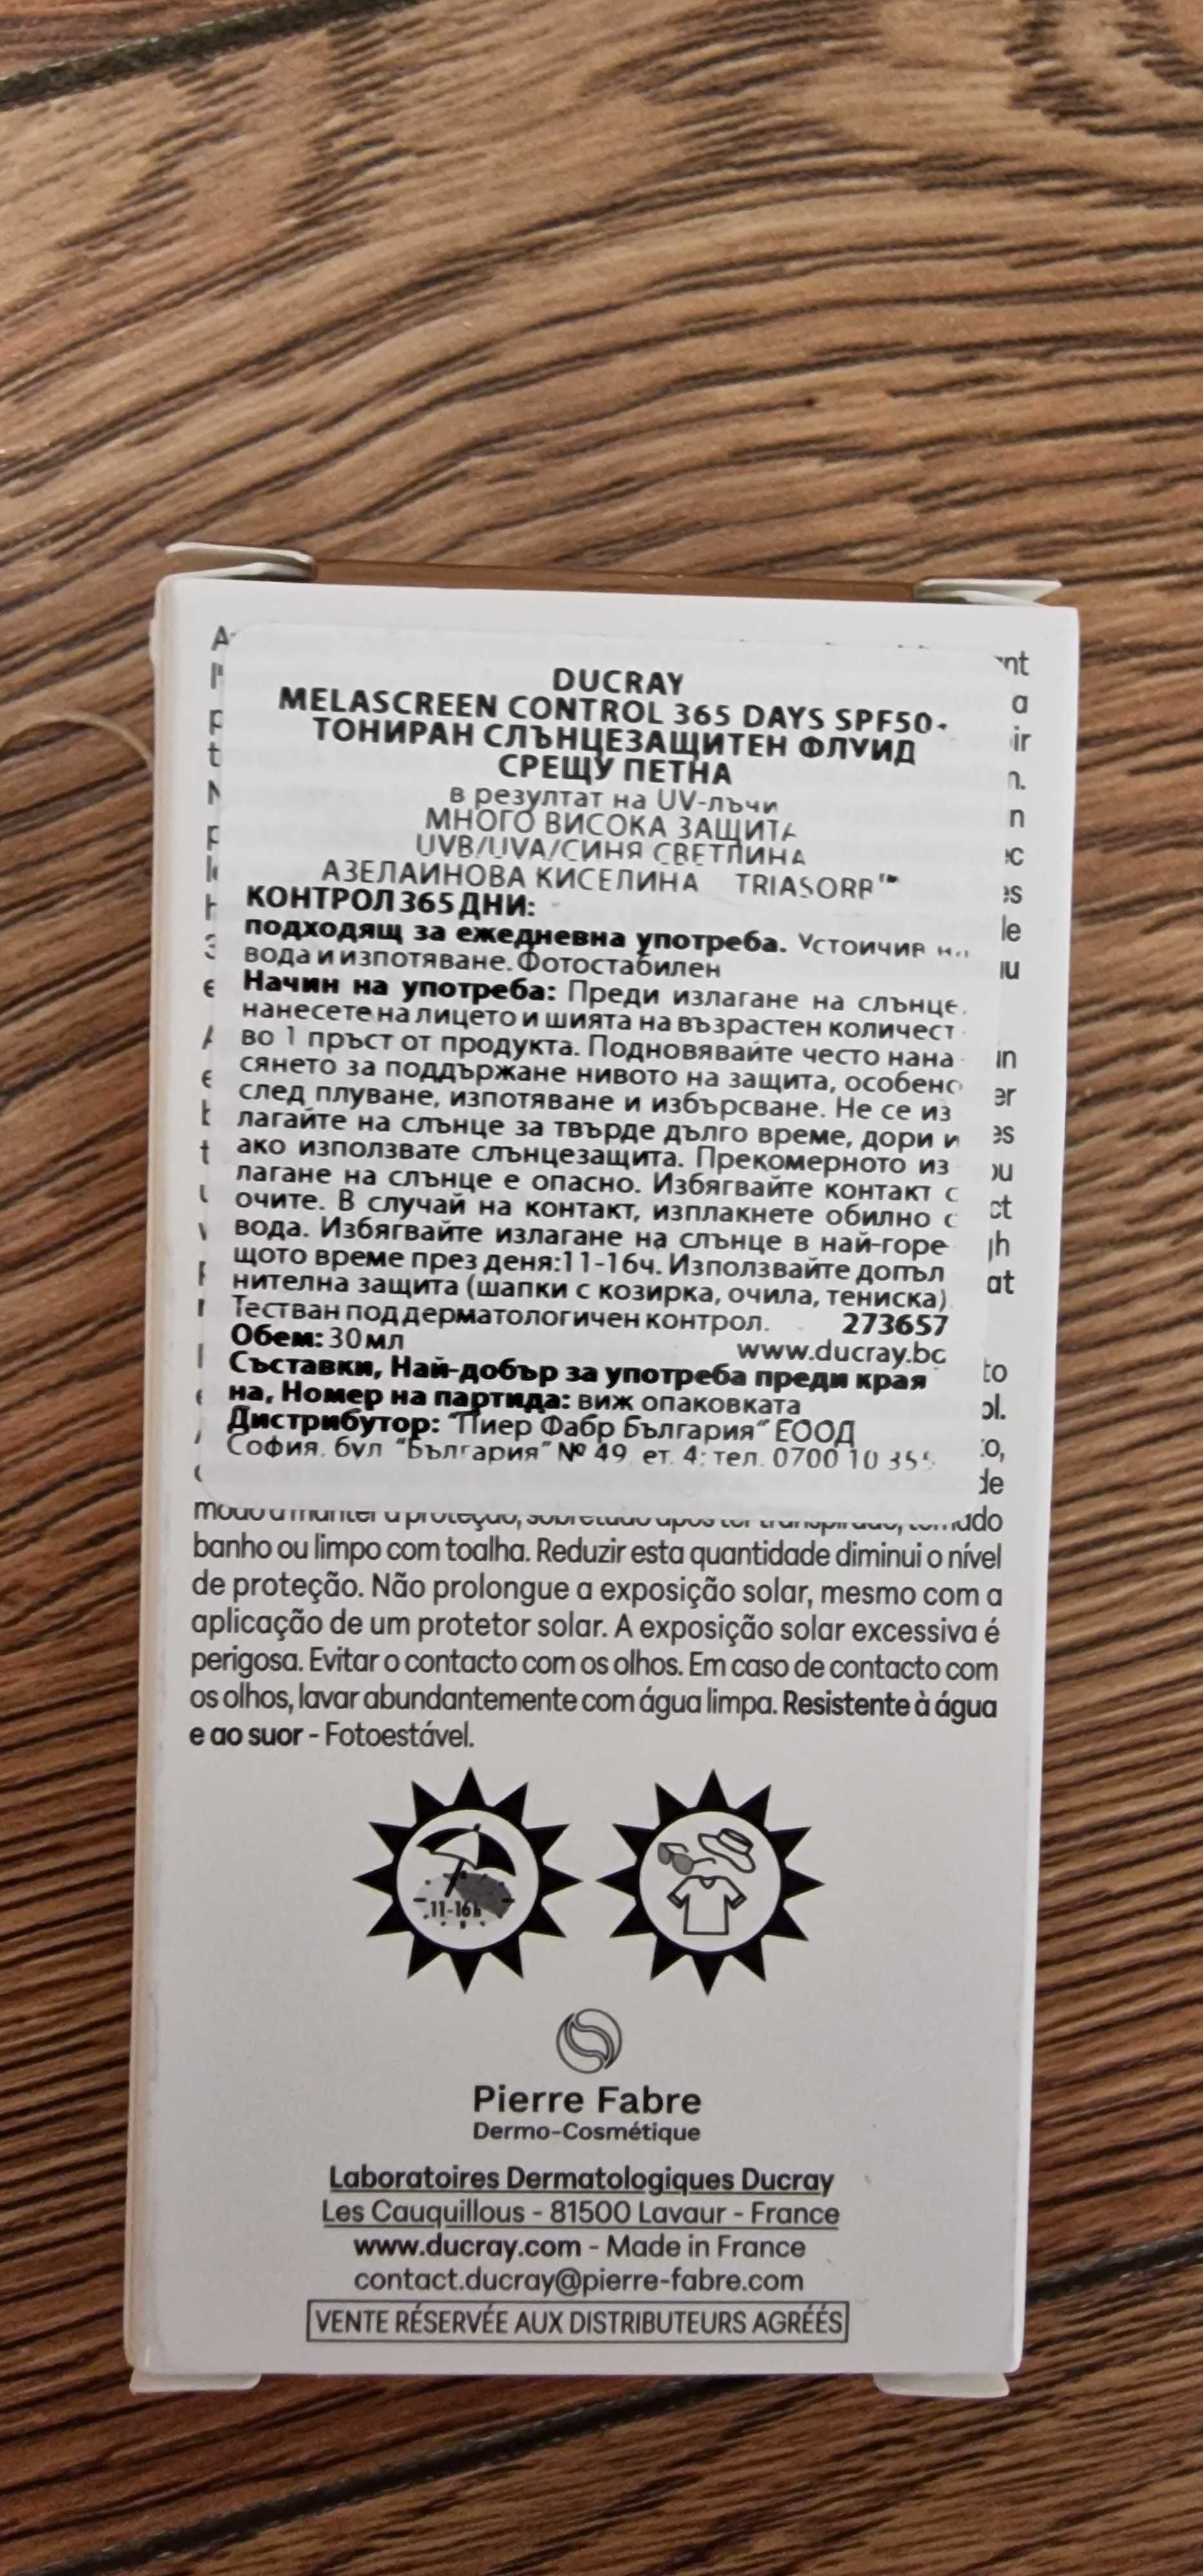 DUCRAY
MELASCREEN CONTROL 365 DAYS SPF50-
ТОНИРАН СЛЪНЦЕЗАЩИТЕН ФЛУИД
СРЕЩУ ПЕТНА
в резултат на UV-лъчи
МНОГО ВИСОКА ЗАЩИТА
UVB/UVA/СИНЯ СВЕТЛИНА
АЗЕЛАИНОВА КИСЕЛИНА TRIASORB™
КОНТРОЛ 365 ДНИ:
подходящ за ежедневна употреба. Устойчив
вода и изпотяване. Фотостабилен
Начин на употреба: Преди излагане на слънце,
нанесете на лицето и шията на възрастен количест
во 1 пръст от продукта. Подновявайте често нана
сянето за поддържане нивото на защита, особено
след плуване, изпотяване и избърсване. Не се из
лагайте на слънце за твърде дълго време, дори и
ако използвате слънцезащита. Прекомерното из
лагане на слънце е опасно. Избягвайте контакт с
очите. В случай на контакт, изплакнете обилно с
вода. Избягвайте излагане на слънце в най-горе
щото време през деня:11-16ч. Използвайте допъл
нителна защита (шапки с козирка, очила, тениска)
Тестван под дерматологичен контрол. 273657
Обем: 30 мл www.ducray.bg
Съставки, Най-добър за употреба преди края
на, Номер на партида: виж опаковката
Дистрибутор: "Пиер Фабр България" ЕООД
София, бул "България" № 49, ет. 4; тел. 0700 10 355
modo a manter a proteção, sobretudo após ter transpirado, tomado
banho ou limpo com toalha. Reduzir esta quantidade diminui o nível
de proteção. Não prolongue a exposição solar, mesmo com a
aplicação de um protetor solar. A exposição solar excessiva é
perigosa. Evitar o contacto com os olhos. Em caso de contacto com
os olhos, lavar abundantemente com água limpa. Resistente à água
e ao suor - Fotoestável.
11-16h
Pierre Fabre
Dermo-Cosmétique
Laboratoires Dermatologiques Ducray
Les Cauquillous - 81500 Lavaur - France
www.ducray.com - Made in France
contact.ducray@pierre-fabre.com
VENTE RÉSERVÉE AUX DISTRIBUTEURS AGRÉÉS